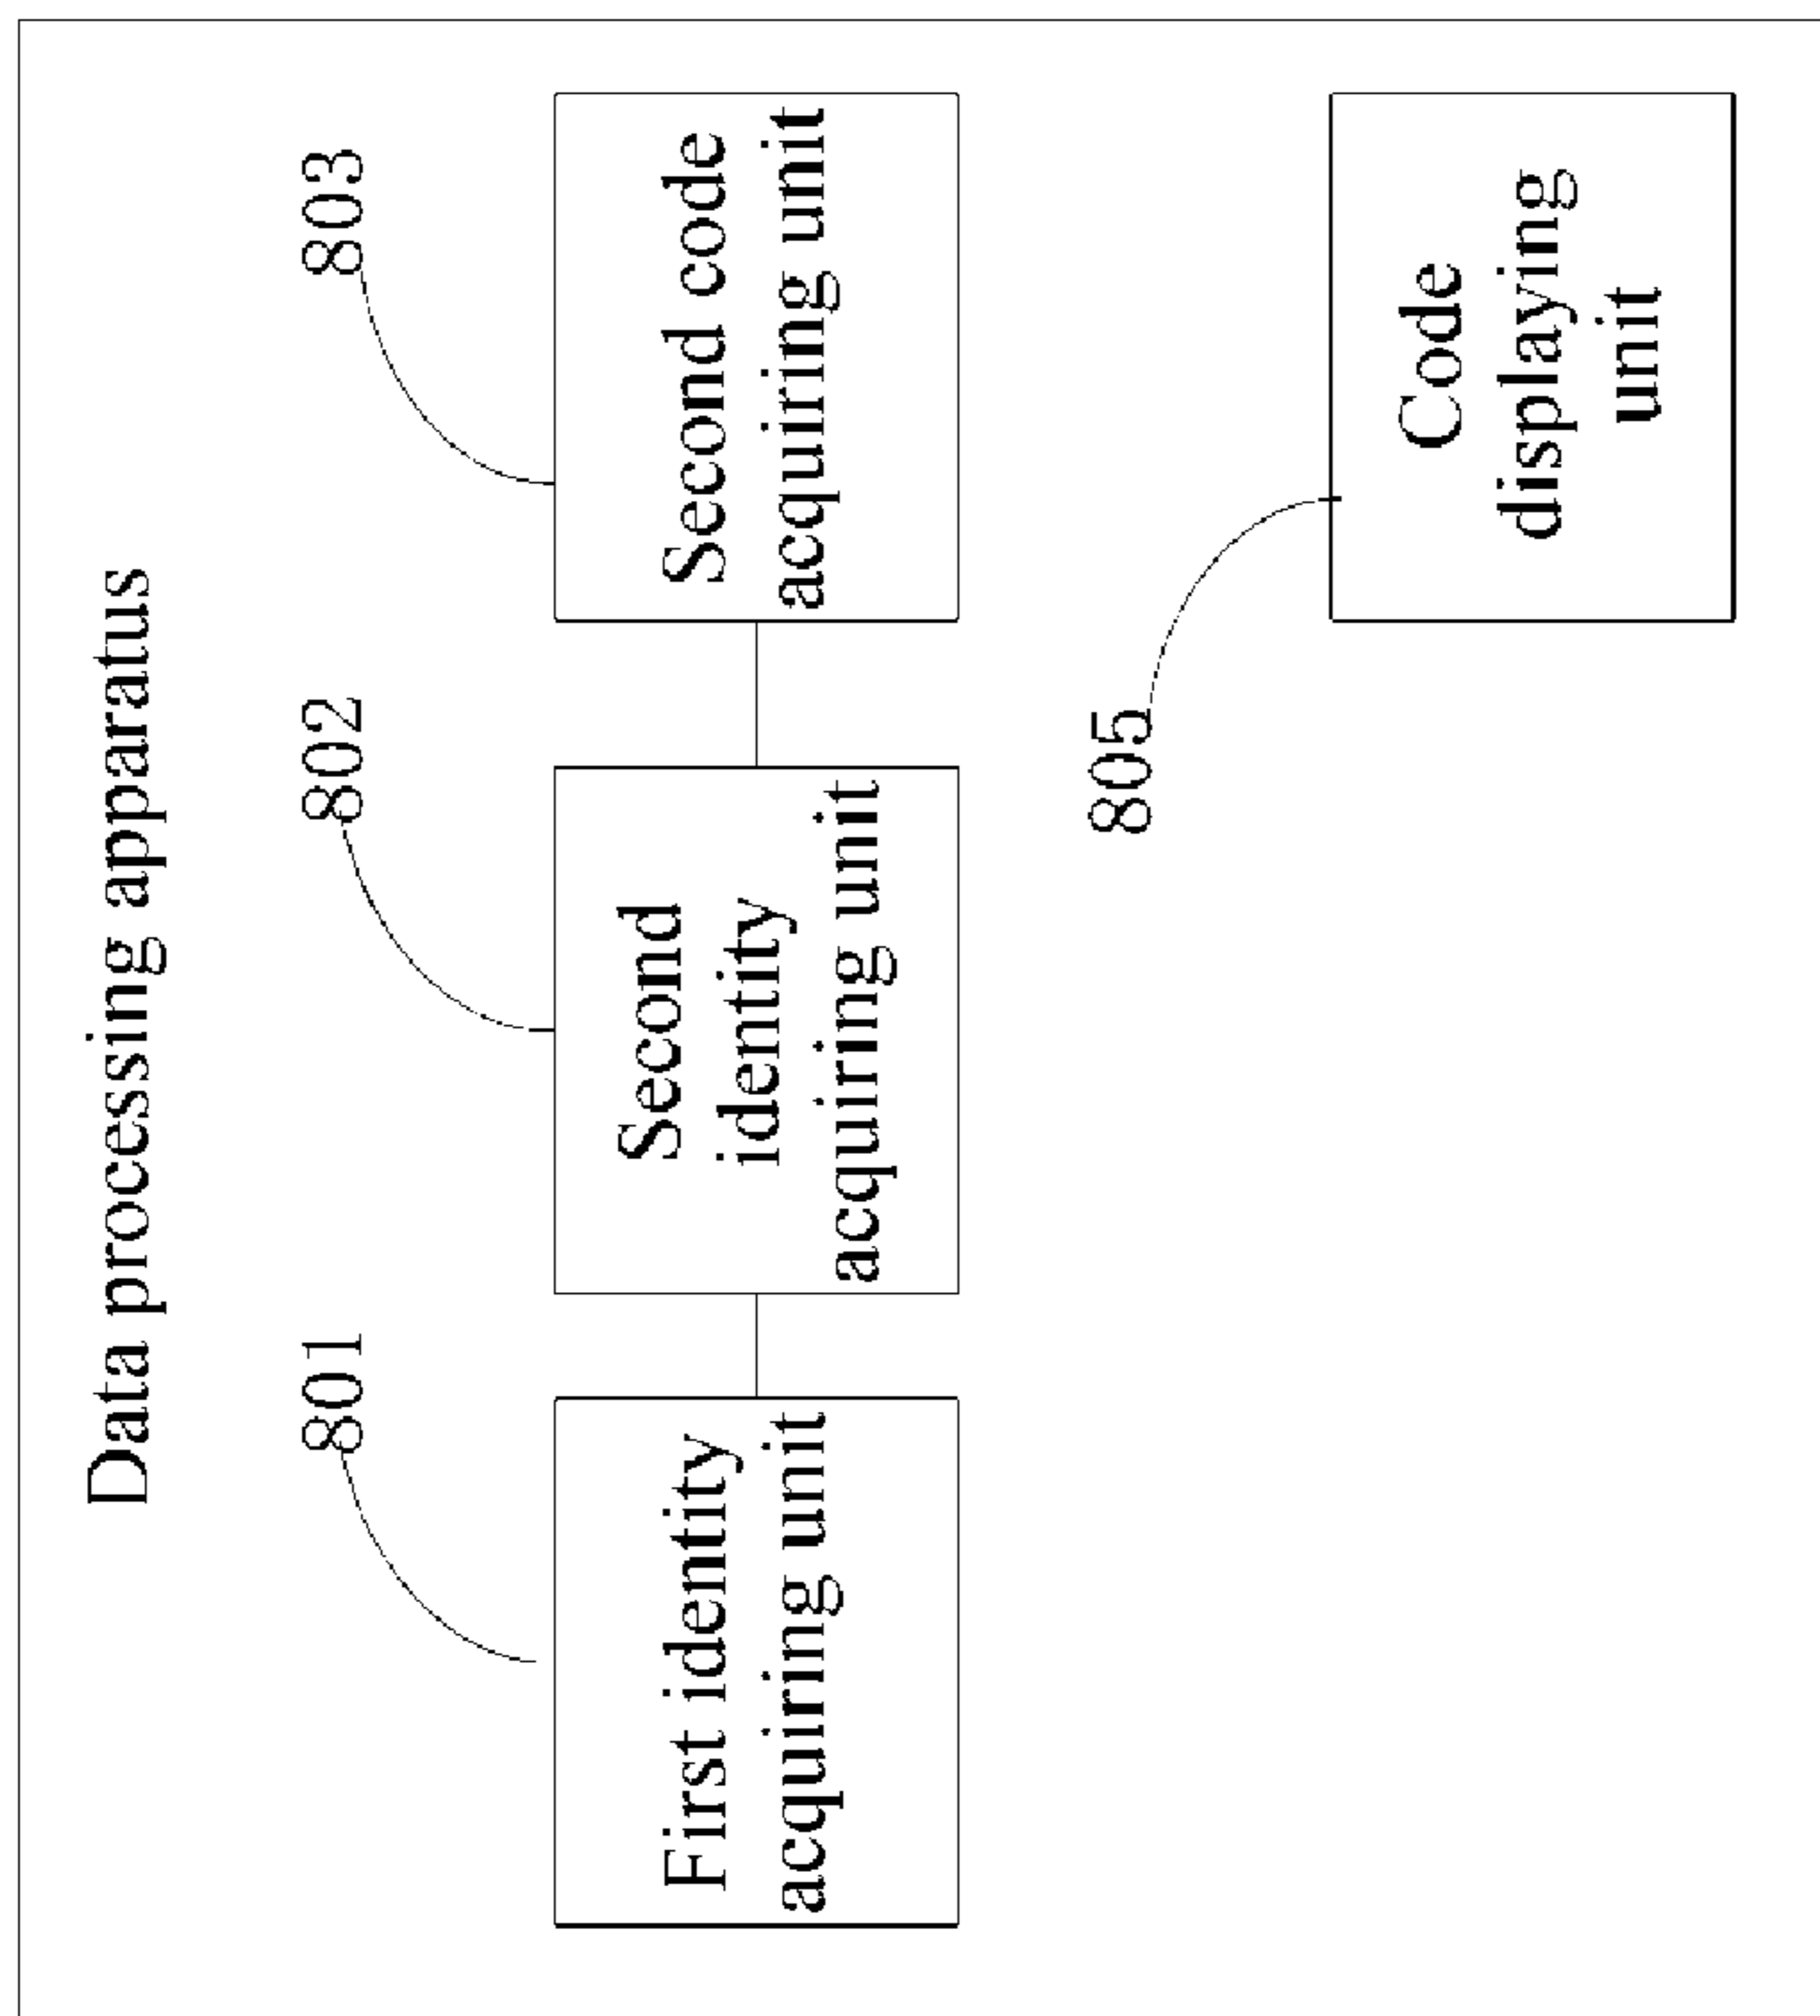 Data processing apparatus
801
802
803
First identity
acquiring unit
Second
identity
acquiring unit
Second code
acquiring unit
805
Code
displaying
unit